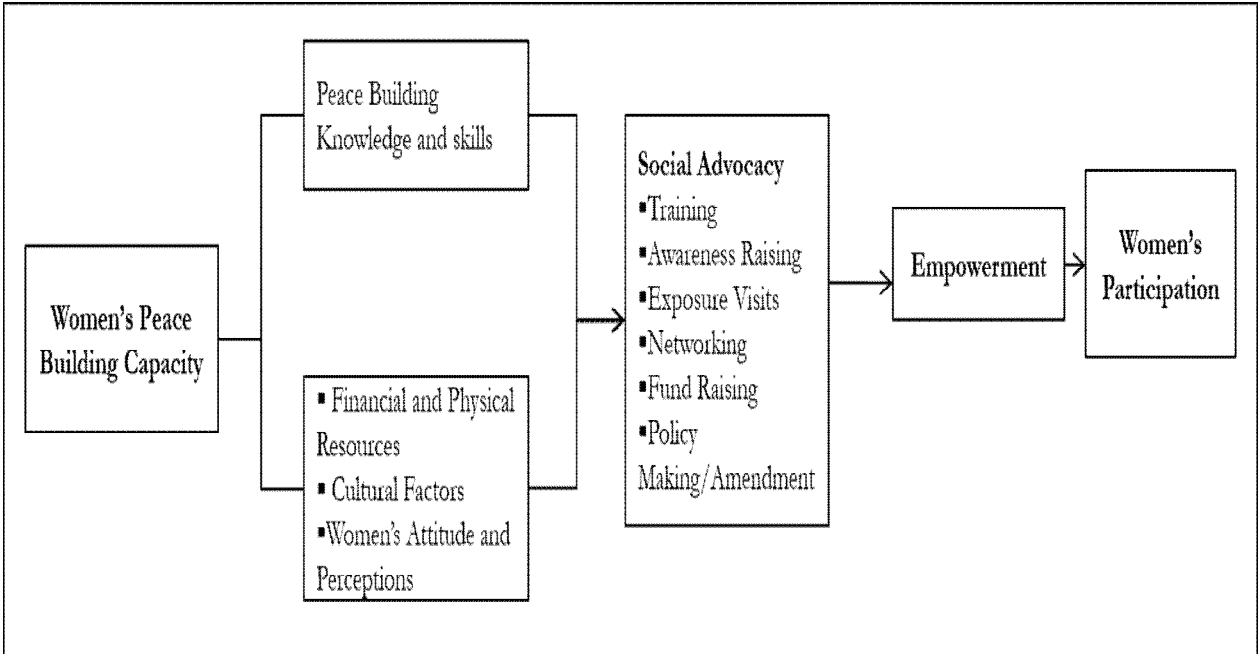 Women's Peace
Building Capacity
Peace Building
Knowledge and skills
▪ Financial and Physical
Resources
▪ Cultural Factors
▪Women's Attitude and
Perceptions
Social Advocacy
▪Training
▪Awareness Raising
▪Exposure Visits
▪Networking
▪Fund Raising
▪Policy
Making/Amendment
Empowerment
Women's
Participation